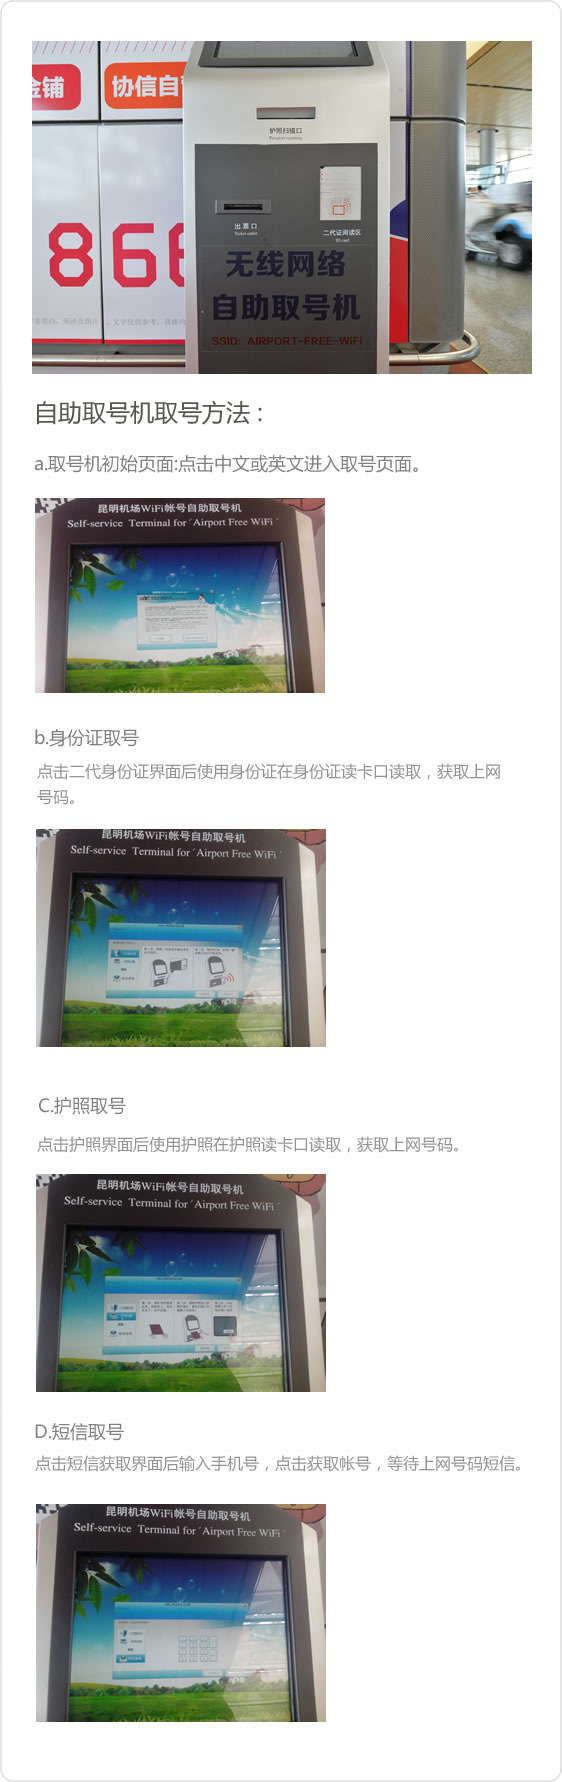 金铺
协信自
866
护照扫描口
Passport scanning
出票口
Ticket outlet
二代证阅读区
ID card
无线网络
自助取号机
SSID: AIRPORT-FREE-WiFi
自助取号机取号方法：
a.取号机初始页面:点击中文或英文进入取号页面。
昆明机场WiFi帐号自助取号机
Self-service Terminal for ´Airport Free WiFi ´
b.身份证取号
点击二代身份证界面后使用身份证在身份证读卡口读取，获取上网
号码。
昆明机场WiFi帐号自助取号机
Self-service Terminal for ´Airport Free WiFi ´
C.护照取号
点击护照界面后使用护照在护照读卡口读取，获取上网号码。
昆明机场WiFi帐号自助取号机
Self-service Terminal for ´Airport Free WiFi ´
D.短信取号
点击短信获取界面后输入手机号，点击获取帐号，等待上网号码短信。
昆明机场WiFi帐号自助取号机
Self-service Terminal for ´Airport Free WiFi ´